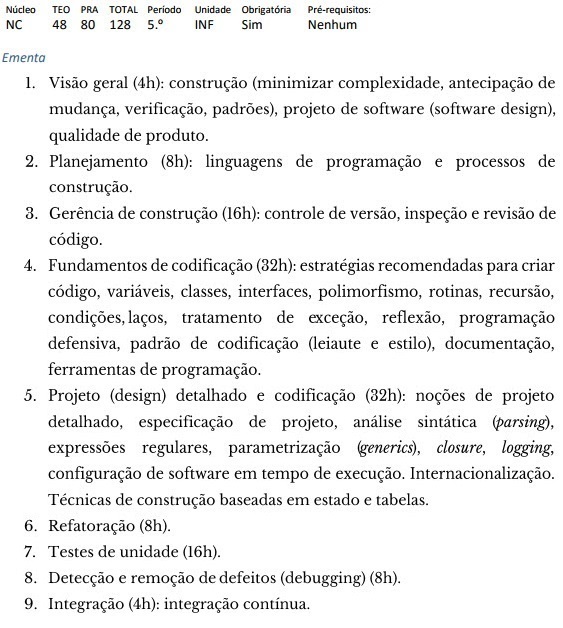 Núcleo TEO PRA TOTAL Período Unidade Obrigatória Pré-requisitos:
NC 48 80 128 5.º INF Sim Nenhum
Ementa
1. Visão geral (4h): construção (minimizar complexidade, antecipação de
mudança, verificação, padrões), projeto de software (software design),
qualidade de produto.
2. Planejamento (8h): linguagens de programação e processos de
construção.
3. Gerência de construção (16h): controle de versão, inspeção e revisão de
código.
4. Fundamentos de codificação (32h): estratégias recomendadas para criar
código, variáveis, classes, interfaces, polimorfismo, rotinas, recursão,
condições, laços, tratamento de exceção, reflexão, programação
defensiva, padrão de codificação (leiaute e estilo), documentação,
ferramentas de programação.
5. Projeto (design) detalhado e codificação (32h): noções de projeto
detalhado, especificação de projeto, análise sintática (parsing),
expressões regulares, parametrização (generics), closure, logging,
configuração de software em tempo de execução. Internacionalização.
Técnicas de construção baseadas em estado e tabelas.
6. Refatoração (8h).
7. Testes de unidade (16h).
8. Detecção e remoção de defeitos (debugging) (8h).
9. Integração (4h): integração contínua.